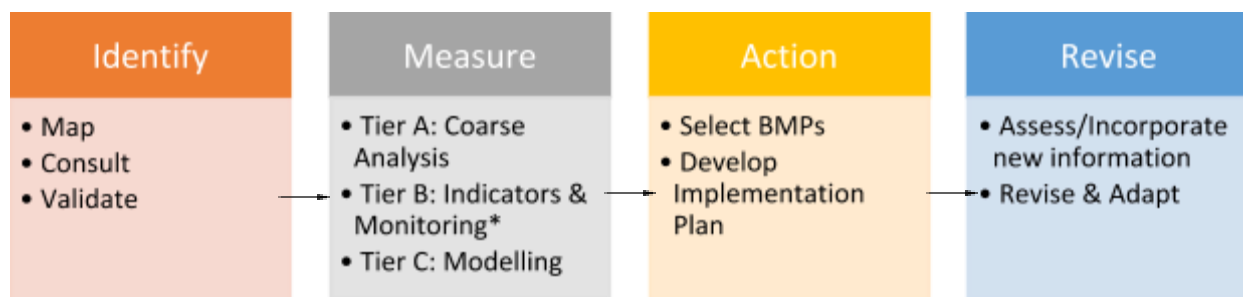 Identify
• Map
• Consult
• Validate
Measure
• Tier A: Coarse
Analysis
• Tier B: Indicators &
Monitoring*
• Tier C: Modelling
Action
• Select BMPs
• Develop
Implementation
Plan
Revise
• Assess/Incorporate
new information
• Revise & Adapt